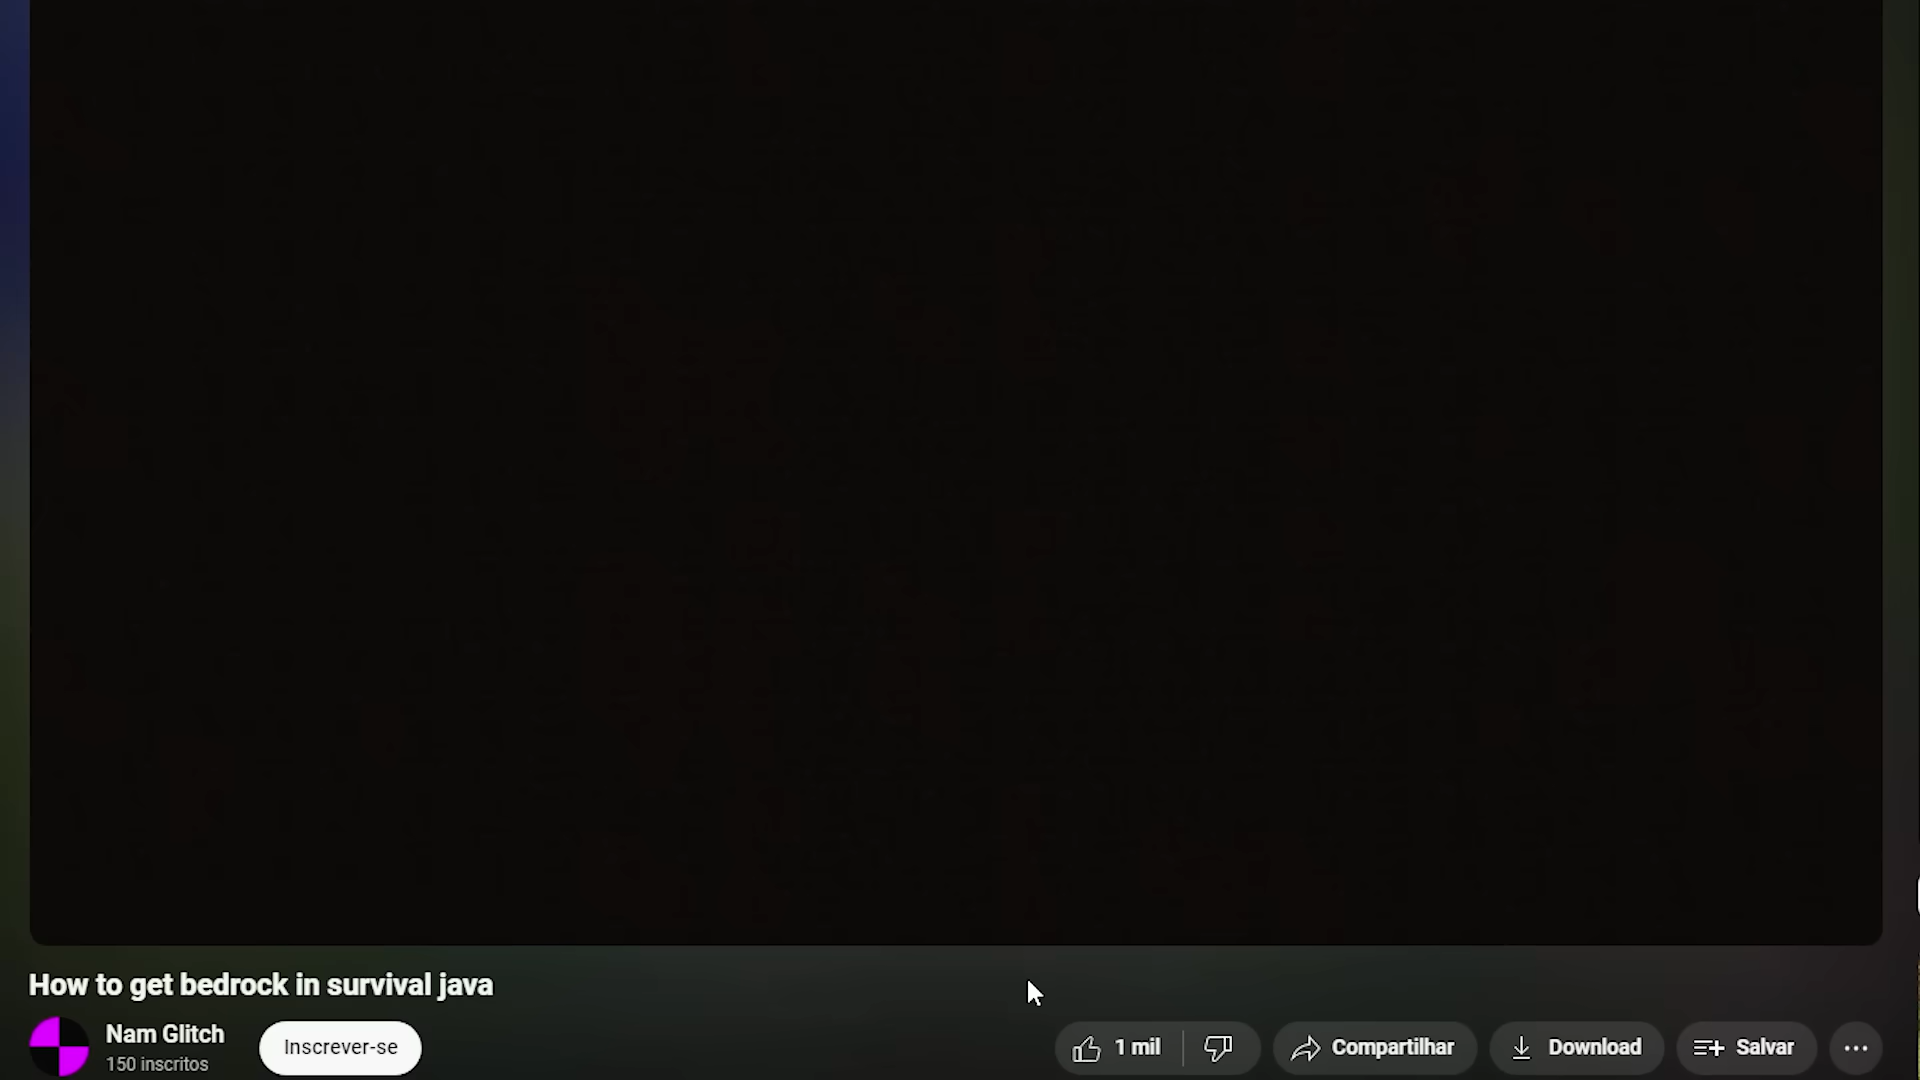 How to get bedrock in survival java
Nam Glitch
150 inscritos
Inscrever-se
1 mil
Compartilhar
Download
Salvar